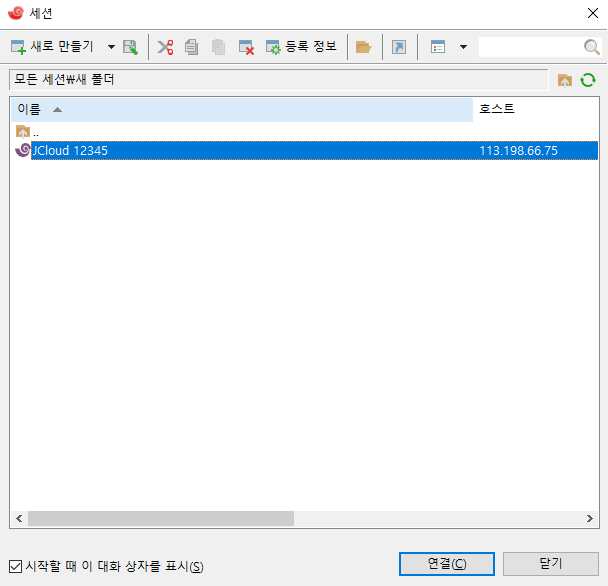 세션
새로 만들기 등록 정보
모든 세션₩새 폴더
이름 호스트
..
JCloud 12345 113.198.66.75
시작할 때 이 대화 상자를 표시(S) 연결(C) 닫기